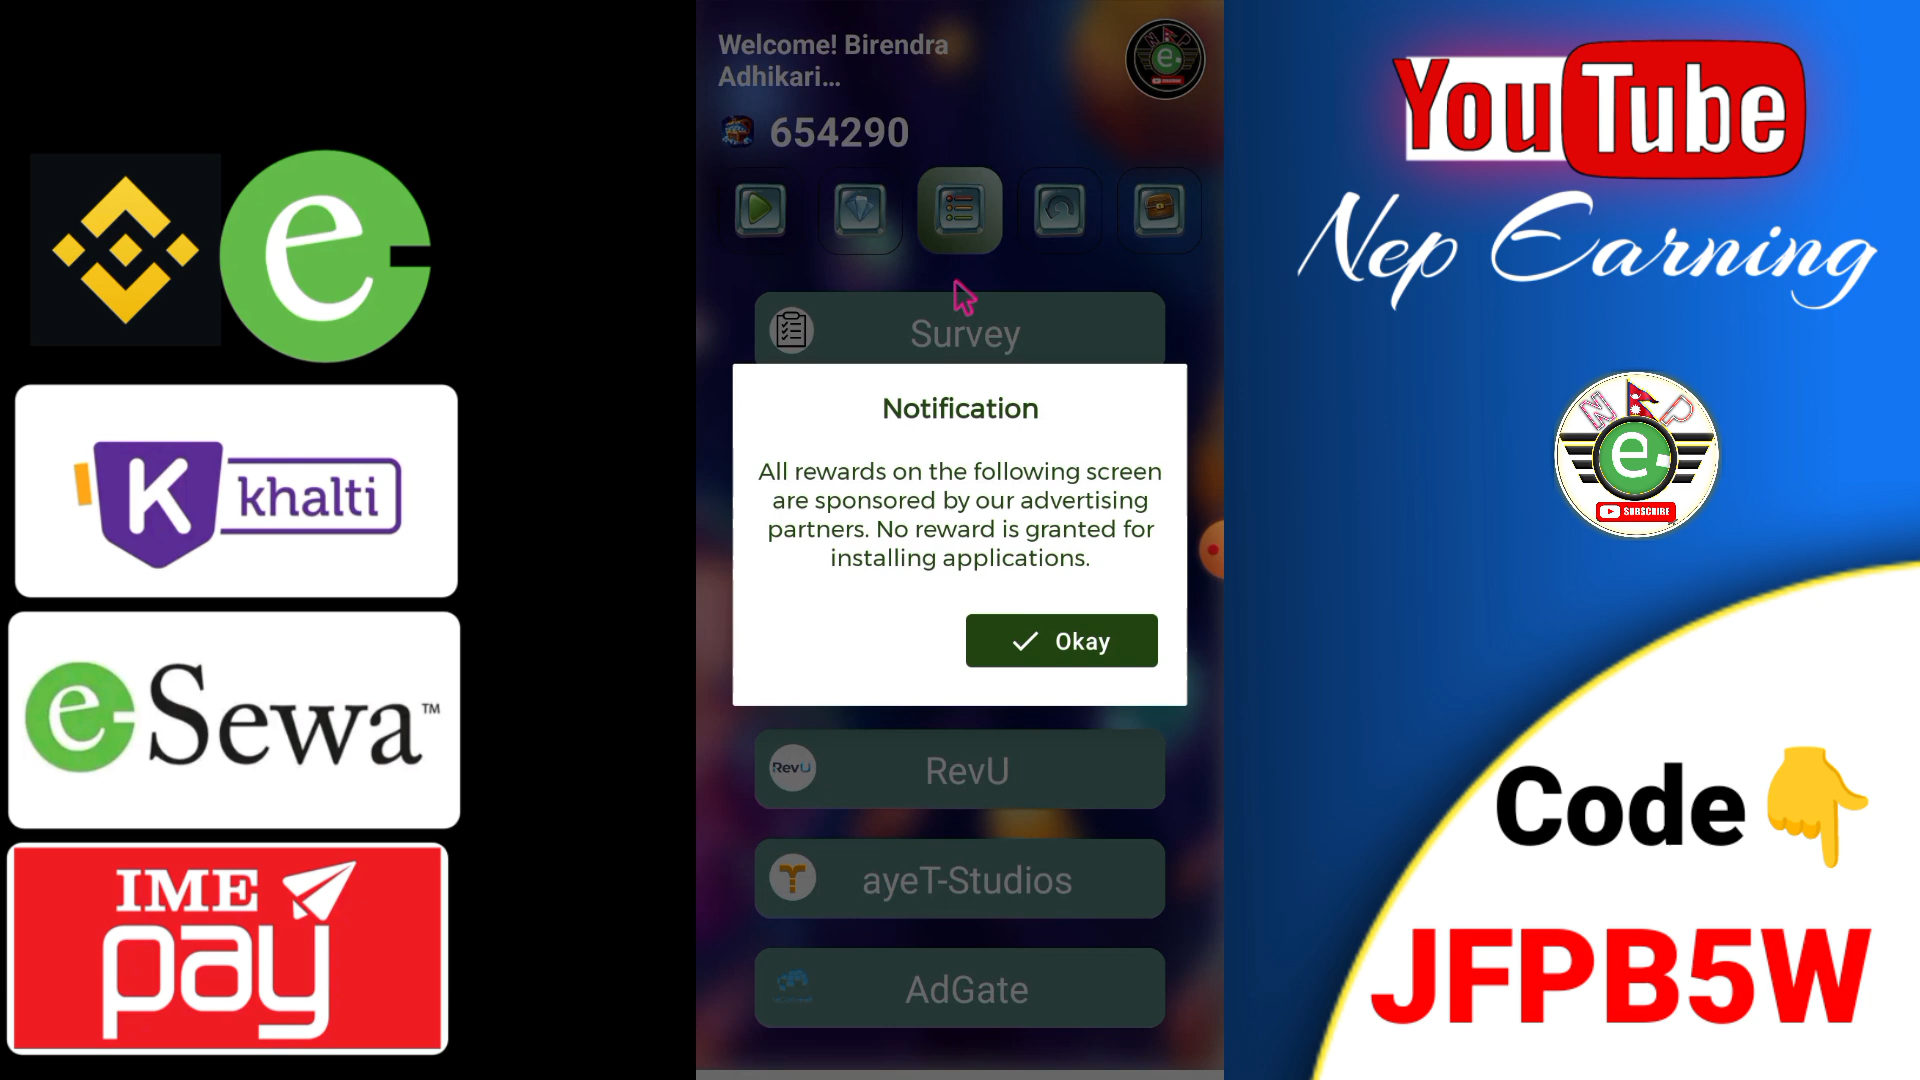 e
K khalti
eSewa™
IME
pay
Welcome! Birendra
Adhikari...
654290
Survey
Notification
All rewards on the following screen
are sponsored by our advertising
partners. No reward is granted for
installing applications.
Okay
RevU
RevU
ayeT-Studios
AdGate
YouTube
Nep Earning
N P
e
SUBSCRIBE
Code
JFPB5W